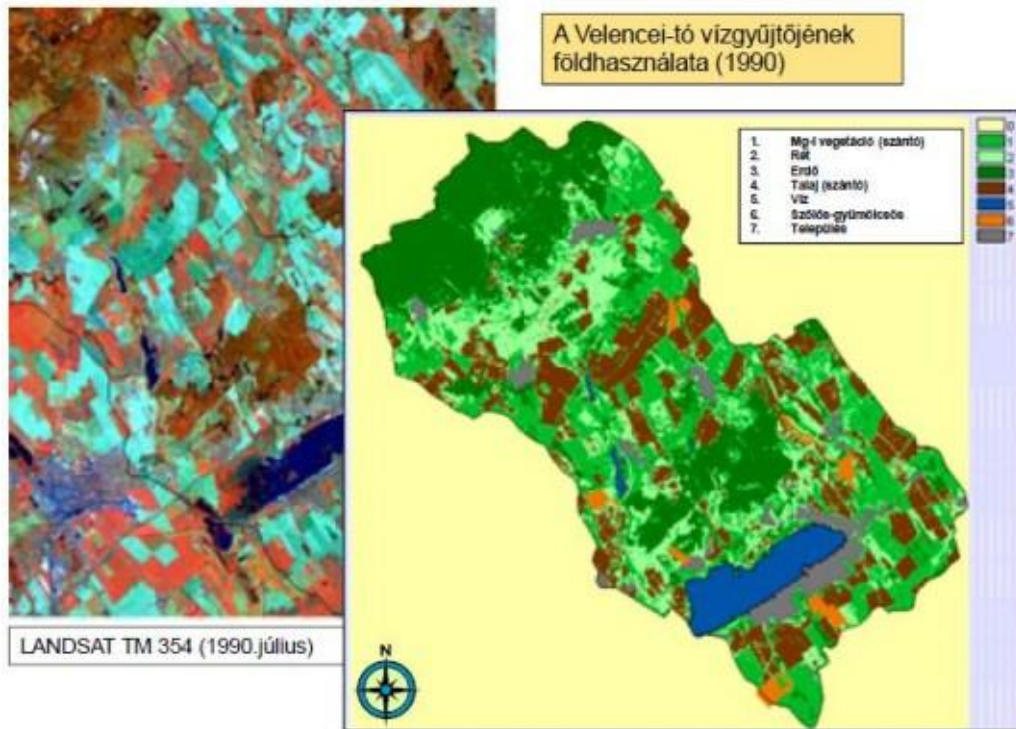 A Velencei-tó vízgyűjtőjének
földhasználata (1990)
1. Mg-i vegetáció (szántó)
2. Rét
3. Erdő
4. Talaj (szántó)
5. Víz
6. Szőlős-gyümölcsös
7. Település
0
1
2
3
4
5
6
7
LANDSAT TM 354 (1990.július)
N